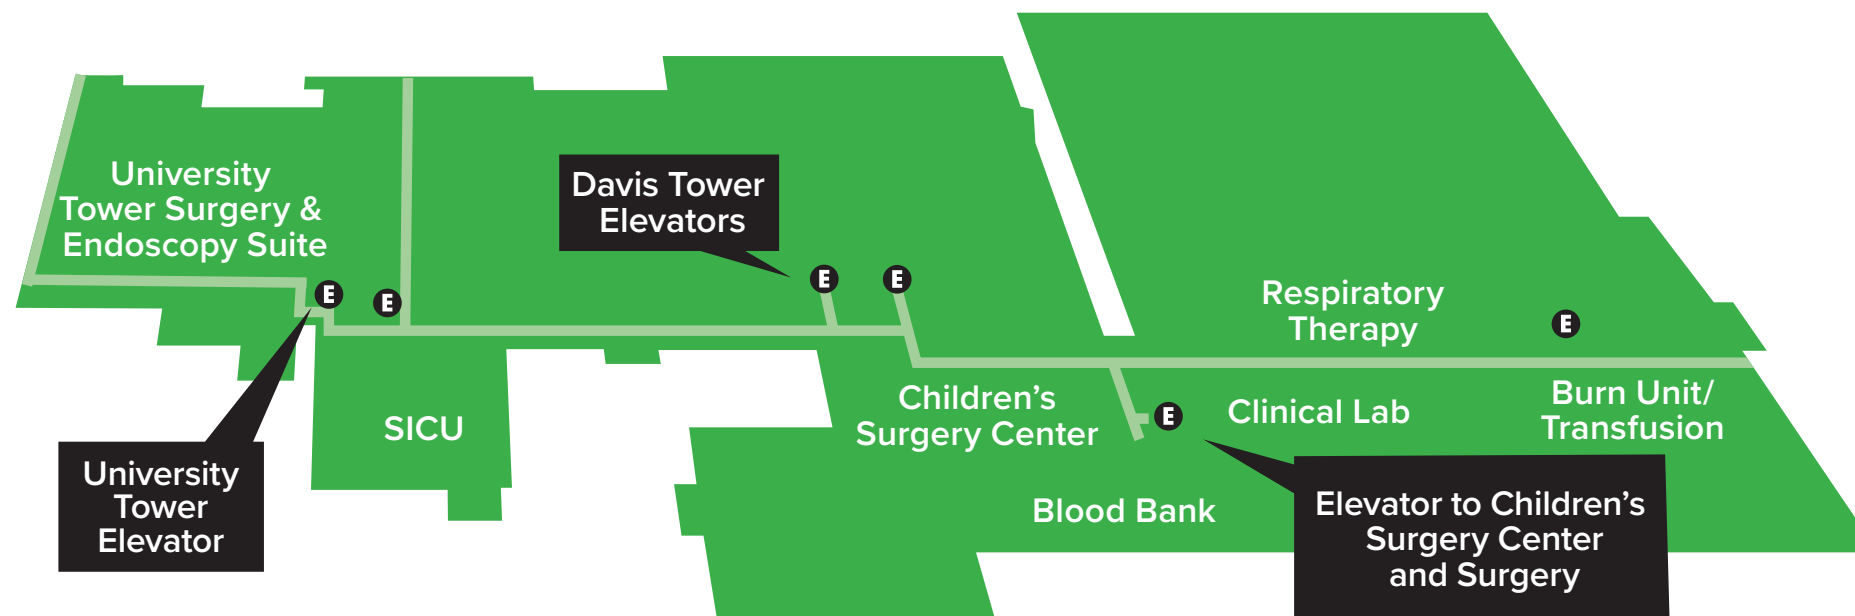 University
Tower Surgery &
Endoscopy Suite
Davis Tower
Elevators
E
E
E
E
Respiratory
Therapy
E
SICU
Children's
Surgery Center
E
Clinical Lab
Burn Unit/
Transfusion
University
Tower
Elevator
Blood Bank
Elevator to Children's
Surgery Center
and Surgery